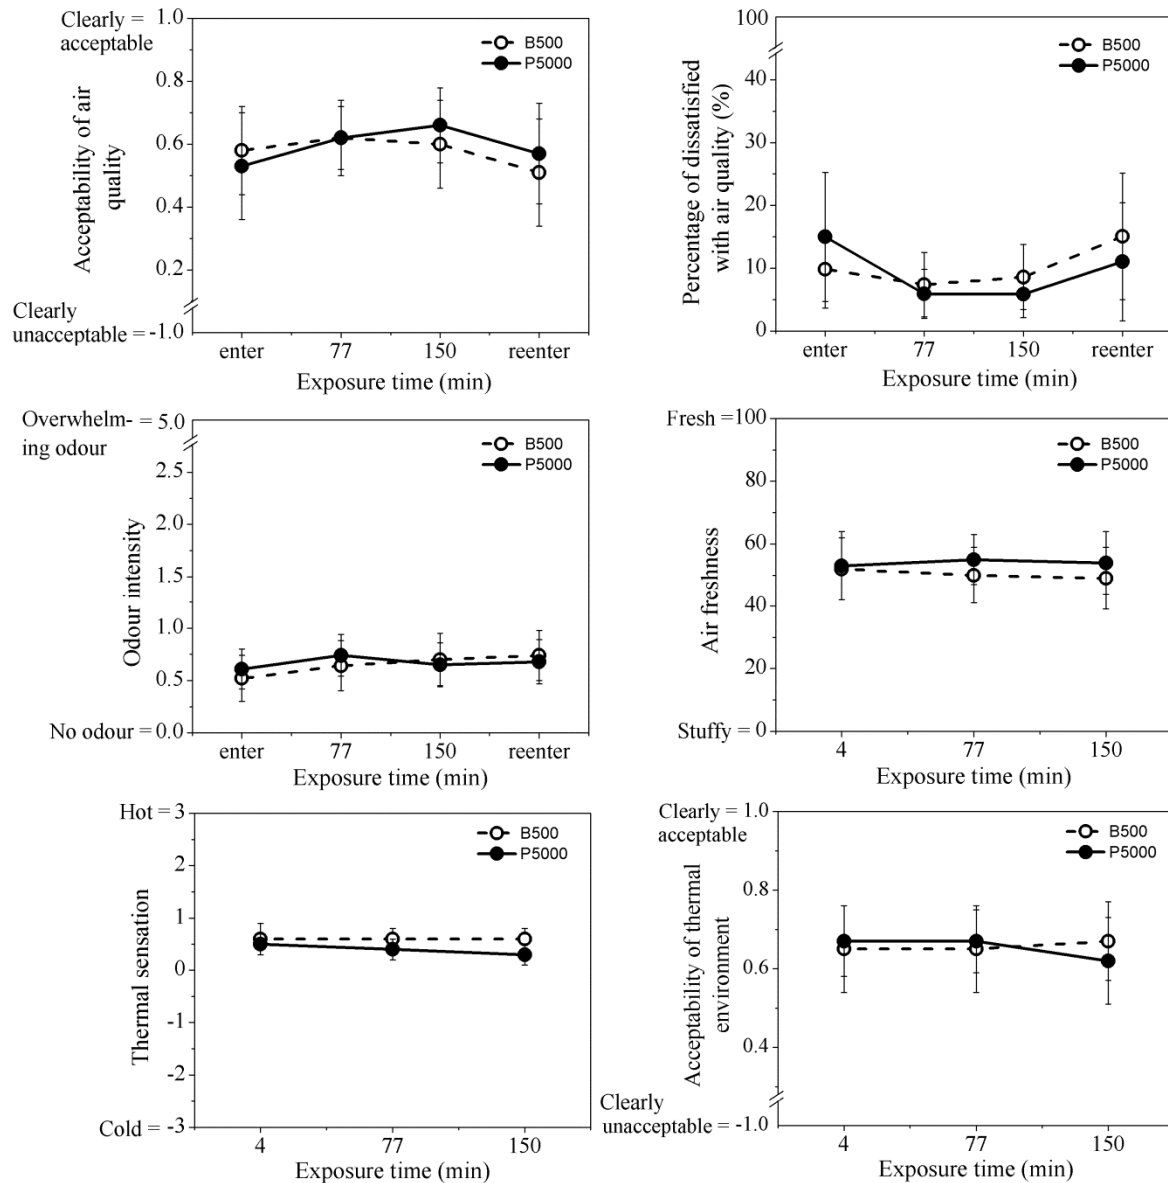 Clearly = 1.0
acceptable
0.8
0.6
0.4
0.2
Clearly
unacceptable = -1.0
Acceptability of air
quality
B500
P5000
enter 77 150 reenter
Exposure time (min)
100
40
30
20
10
0
Percentage of dissatisfied
with air quality (%)
B500
P5000
enter 77 150 reenter
Exposure time (min)
Overwhelm- = 5.0
ing odour
2.5
2.0
1.5
1.0
0.5
No odour = 0.0
Odour intensity
B500
P5000
enter 77 150 reenter
Exposure time (min)
Fresh = 100
80
60
40
20
Stuffy = 0
Air freshness
B500
P5000
4 77 150
Exposure time (min)
Hot = 3
2
1
0
-1
-2
Cold = -3
Thermal sensation
B500
P5000
4 77 150
Exposure time (min)
Clearly = 1.0
acceptable
0.8
0.6
0.4
Clearly
unacceptable = -1.0
Acceptability of thermal
environment
B500
P5000
4 77 150
Exposure time (min)